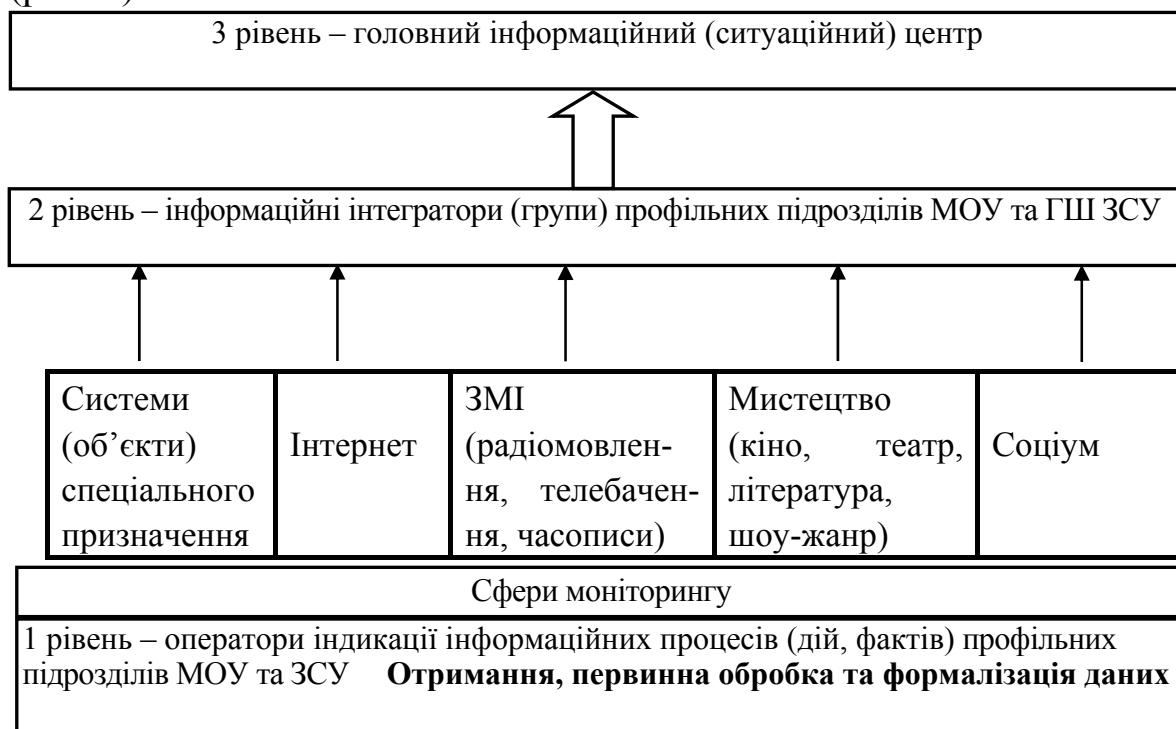 3 рівень – головний інформаційний (ситуаційний) центр
2 рівень – інформаційні інтегратори (групи) профільних підрозділів МОУ та ГШ ЗСУ
Системи
(об’єкти)
спеціального
призначення
Інтернет
ЗМІ
(радіомовлен-
ня, телебачен-
ня, часописи)
Мистецтво
(кіно, театр,
література,
шоу-жанр)
Соціум
Сфери моніторингу
1 рівень – оператори індикації інформаційних процесів (дій, фактів) профільних
підрозділів МОУ та ЗСУ Отримання, первинна обробка та формалізація даних